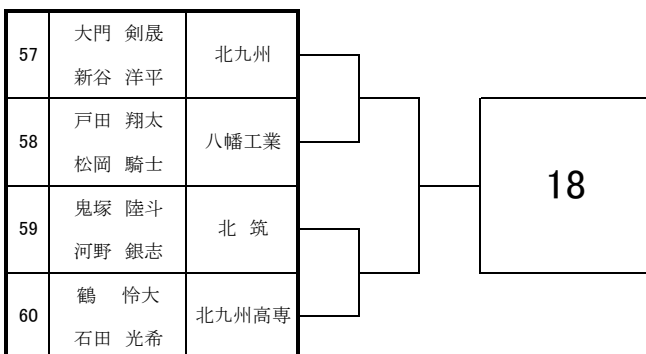 57
大門 剣晟
新谷 洋平
北九州
58
戸田 翔太
松岡 騎士
八幡工業
59
鬼塚 陸斗
河野 銀志
北 筑
60
鶴 怜大
石田 光希
北九州高専
18